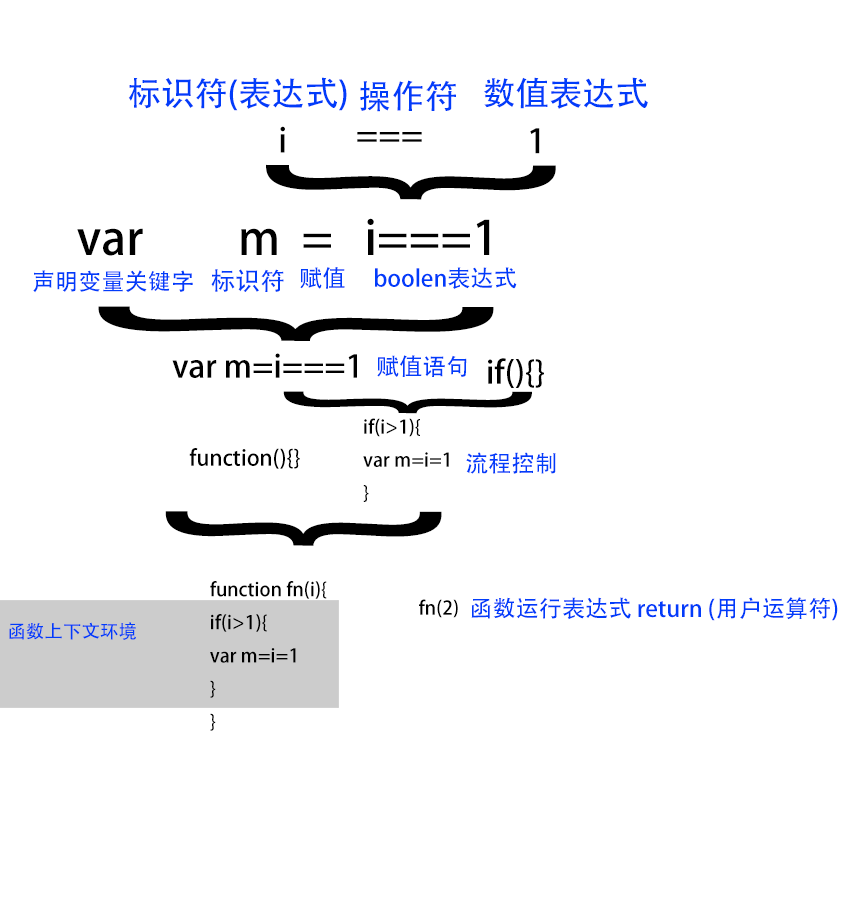 标识符(表达式) 操作符 数值表达式
i === 1
var m = i===1
声明变量关键字 标识符 赋值 boolen表达式
var m=i===1 赋值语句 if(){}
if(i>1){
function(){} var m=i=1 流程控制
}
function fn(i){
fn(2) 函数运行表达式 return (用户运算符)
函数上下文环境 if(i>1){
var m=i=1
}
}